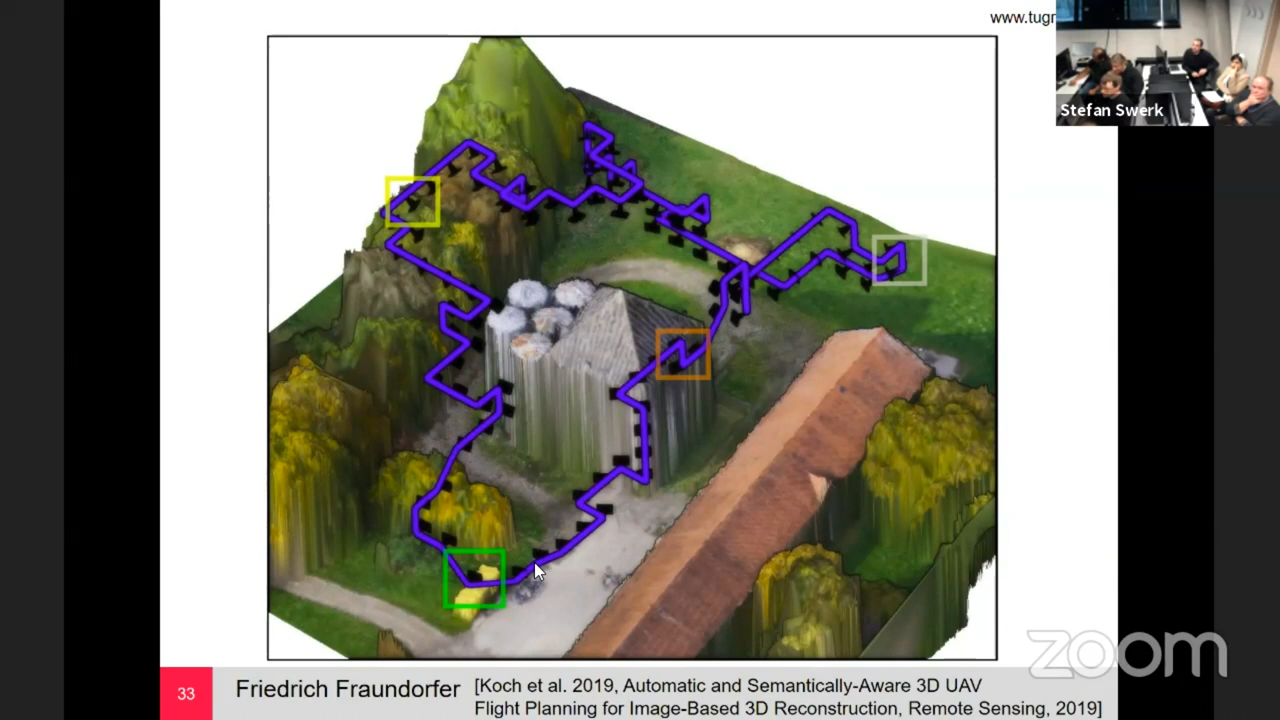 www.tugr
Stefan Swerk
zoom
33
Friedrich Fraundorfer
[Koch et al. 2019, Automatic and Semantically-Aware 3D UAV
Flight Planning for Image-Based 3D Reconstruction, Remote Sensing, 2019]